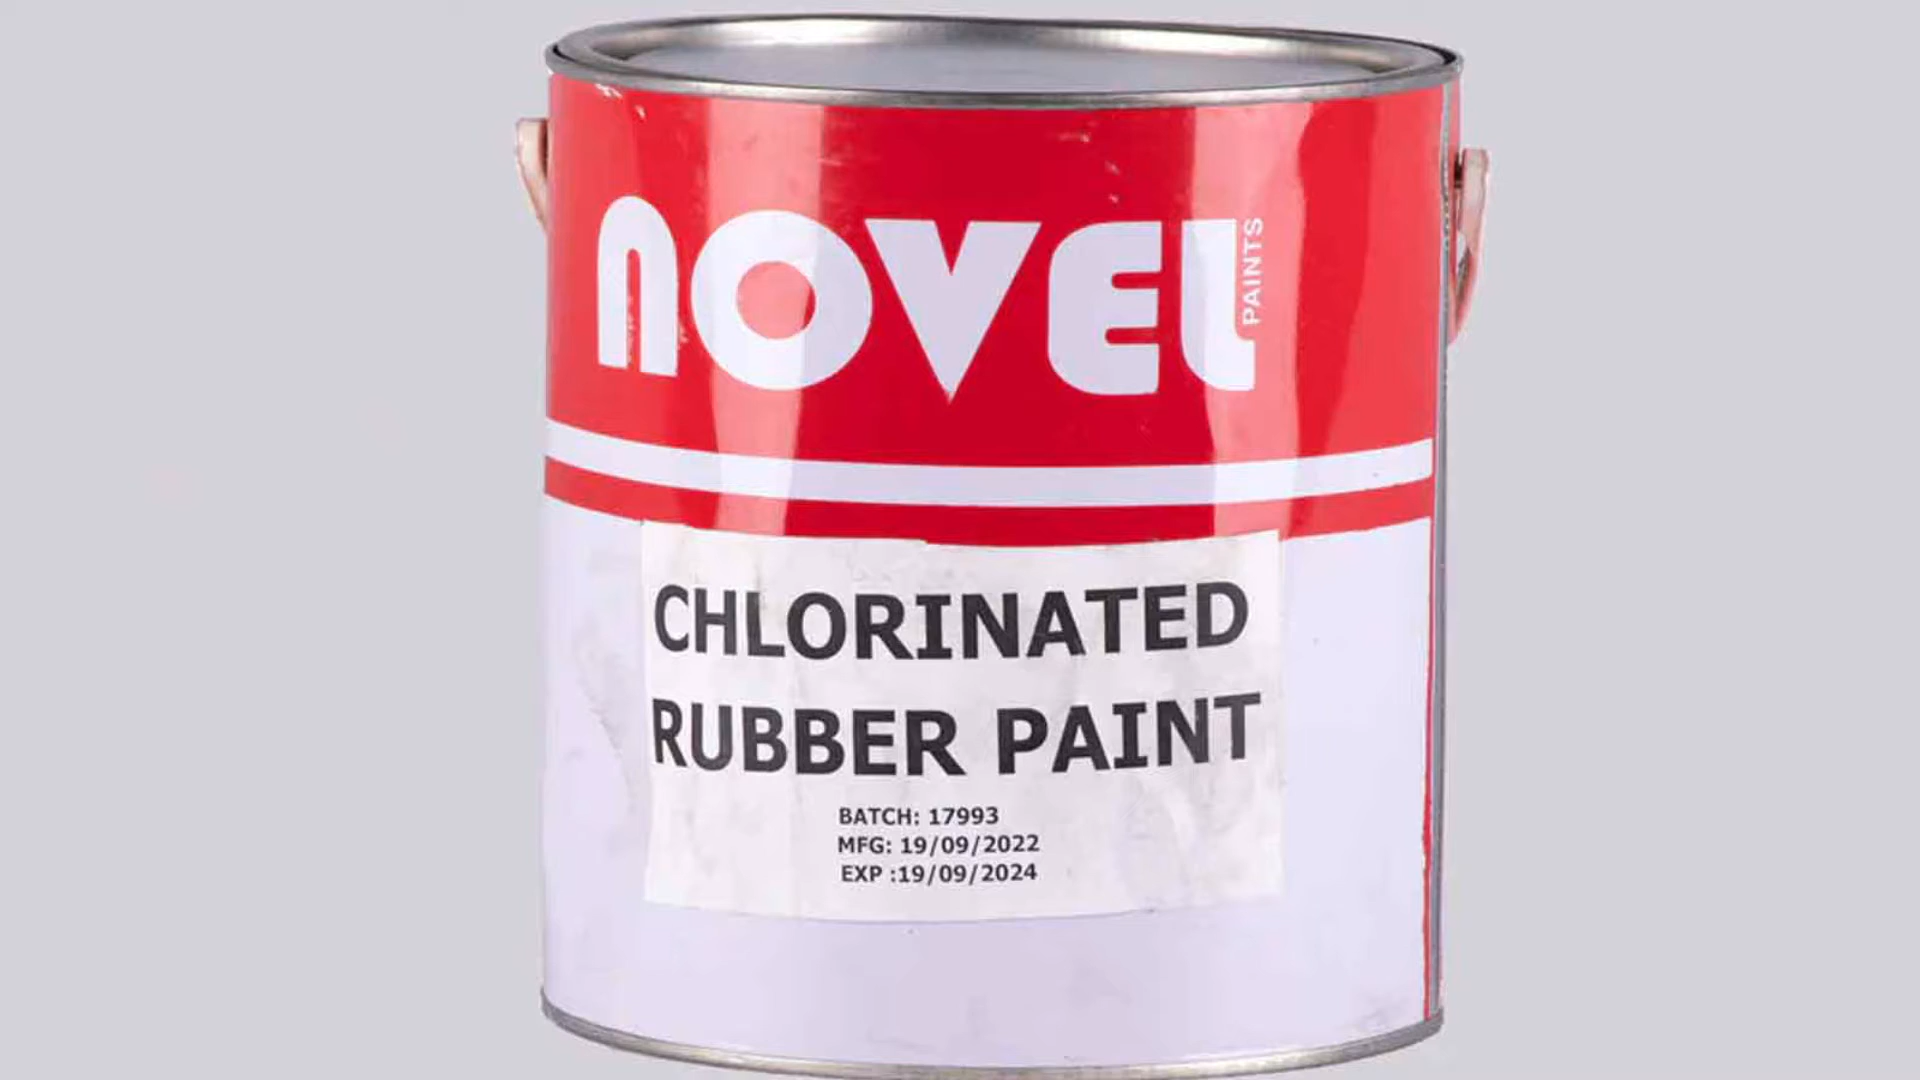 NOVEL
PAINTS
CHLORINATED
RUBBER PAINT
BATCH: 17993
MFG: 19/09/2022
EXP :19/09/2024